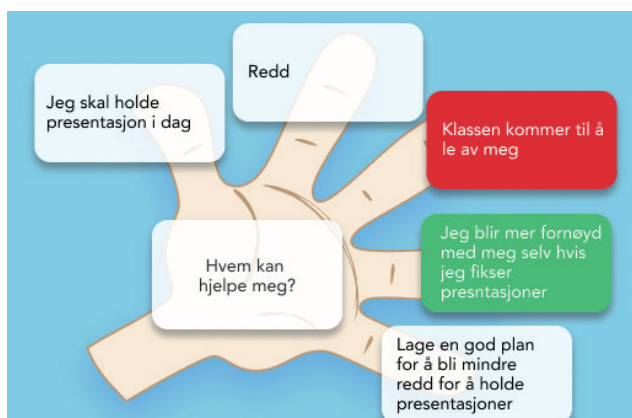 Jeg skal holde
presentasjon i dag
Redd
Klassen kommer til å
le av meg
Jeg blir mer fornøyd
med meg selv hvis
jeg fikser
presntasjoner
Hvem kan
hjelpe meg?
Lage en god plan
for å bli mindre
redd for å holde
presentasjoner